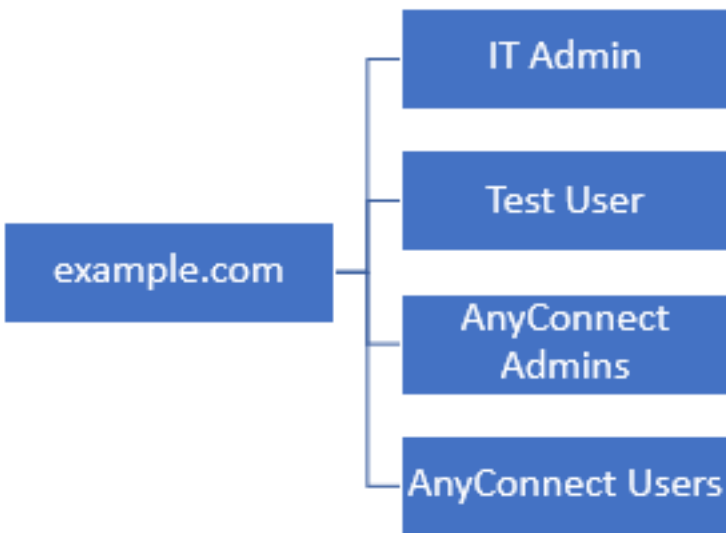 IT Admin
Test User
example.com
AnyConnect
Admins
AnyConnect Users